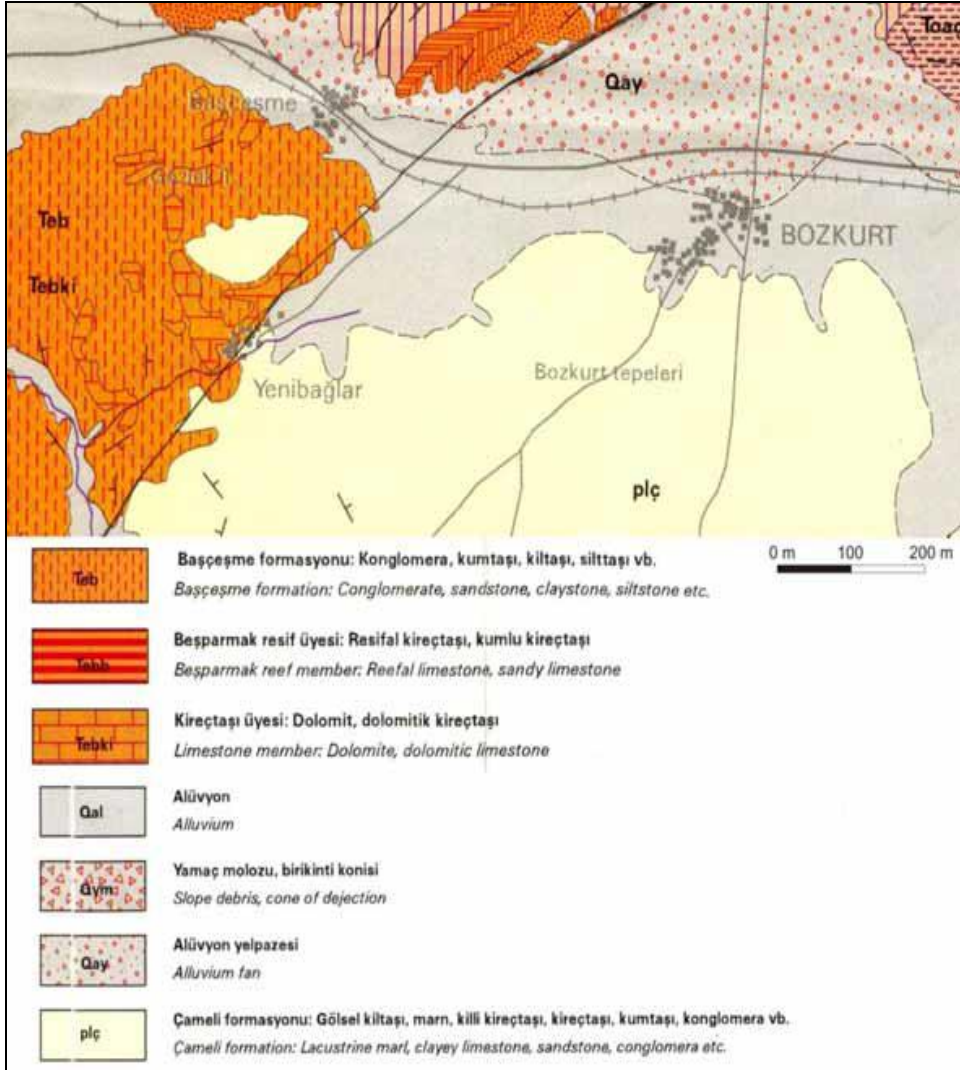 Toaç
Qay
Başçeşme
Teb
BOZKURT
Tebki
Bozkurt tepeleri
Yenibağlar
plç
0 m 100 200 m
Teb
Başçeşme formasyonu: Konglomera, kumtaşı, kiltaşı, silttaşı vb.
Başçeşme formation: Conglomerate, sandstone, claystone, siltstone etc.
Tebb
Beşparmak resif üyesi: Resifal kireçtaşı, kumlu kireçtaşı
Beşparmak reef member: Reefal limestone, sandy limestone
Tebki
Kireçtaşı üyesi: Dolomit, dolomitik kireçtaşı
Limestone member: Dolomite, dolomitic limestone
Qal
Alüvyon
Alluvium
Qym
Yamaç molozu, birikinti konisi
Slope debris, cone of dejection
Qay
Alüvyon yelpazesi
Alluvium fan
plç
Çameli formasyonu: Gölsel kiltaşı, marn, killi kireçtaşı, kireçtaşı, kumtaşı, konglomera vb.
Çameli formation: Lacustrine marl, clayey limestone, sandstone, conglomera etc.